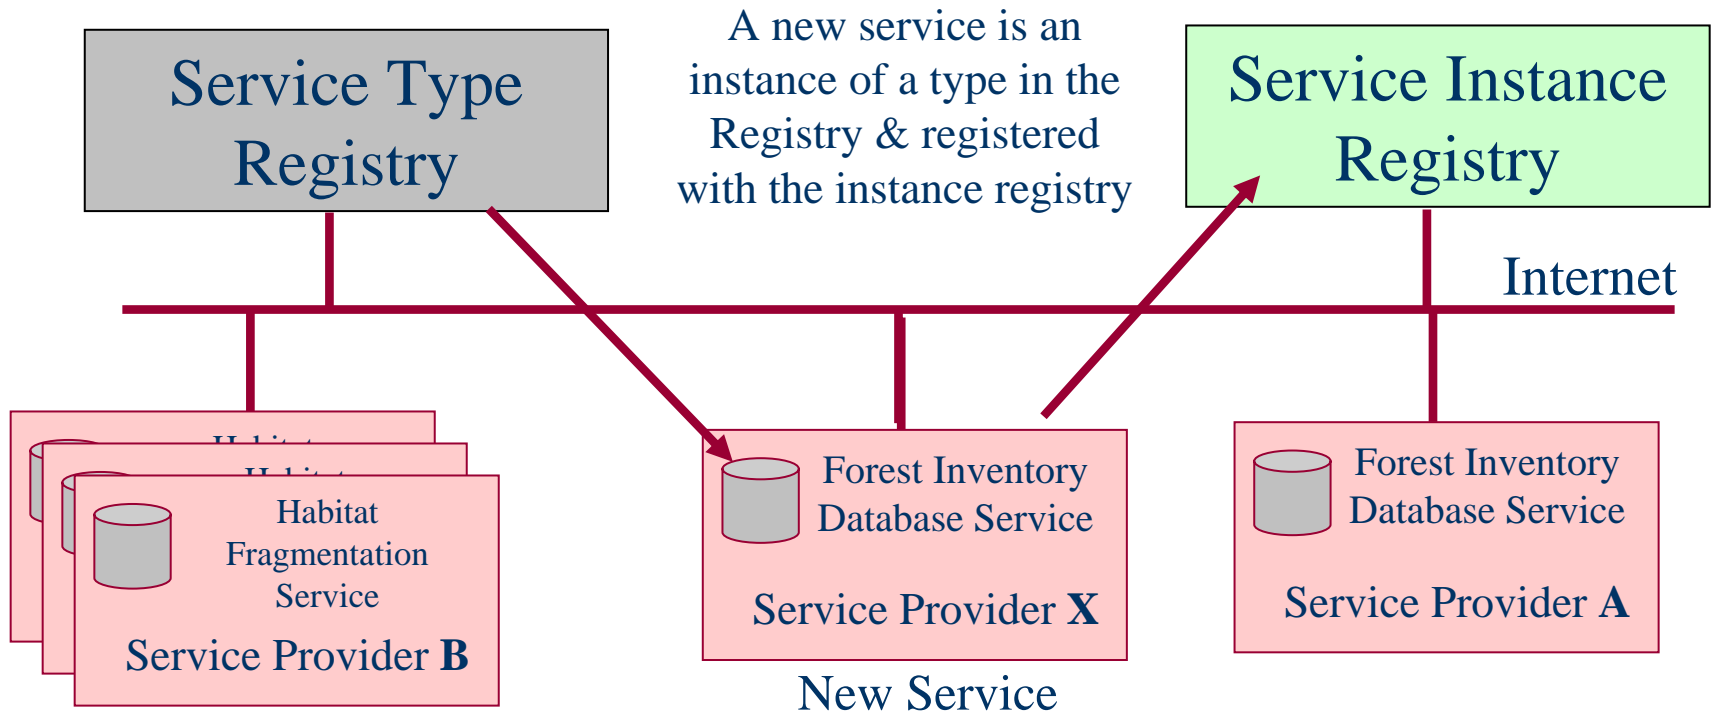 Service Type
Registry
A new service is an
instance of a type in the
Registry & registered
with the instance registry
Service Instance
Registry
Internet
Habitat
Habitat
Habitat
Fragmentation
Service
Service Provider B
Forest Inventory
Database Service
Service Provider X
New Service
Forest Inventory
Database Service
Service Provider A